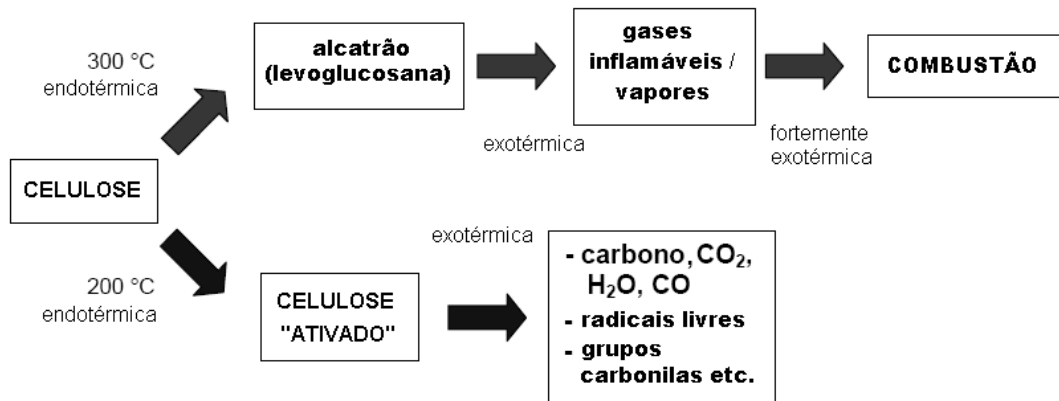 300 °C
endotérmica
alcatrão
(levoglucosana)
exotérmica
gases
inflamáveis /
vapores
fortemente
exotérmica
COMBUSTÃO
CELULOSE
200 °C
endotérmica
CELULOSE
"ATIVADO"
exotérmica
- carbono, CO₂,
H₂O, CO
- radicais livres
- grupos
carbonilas etc.